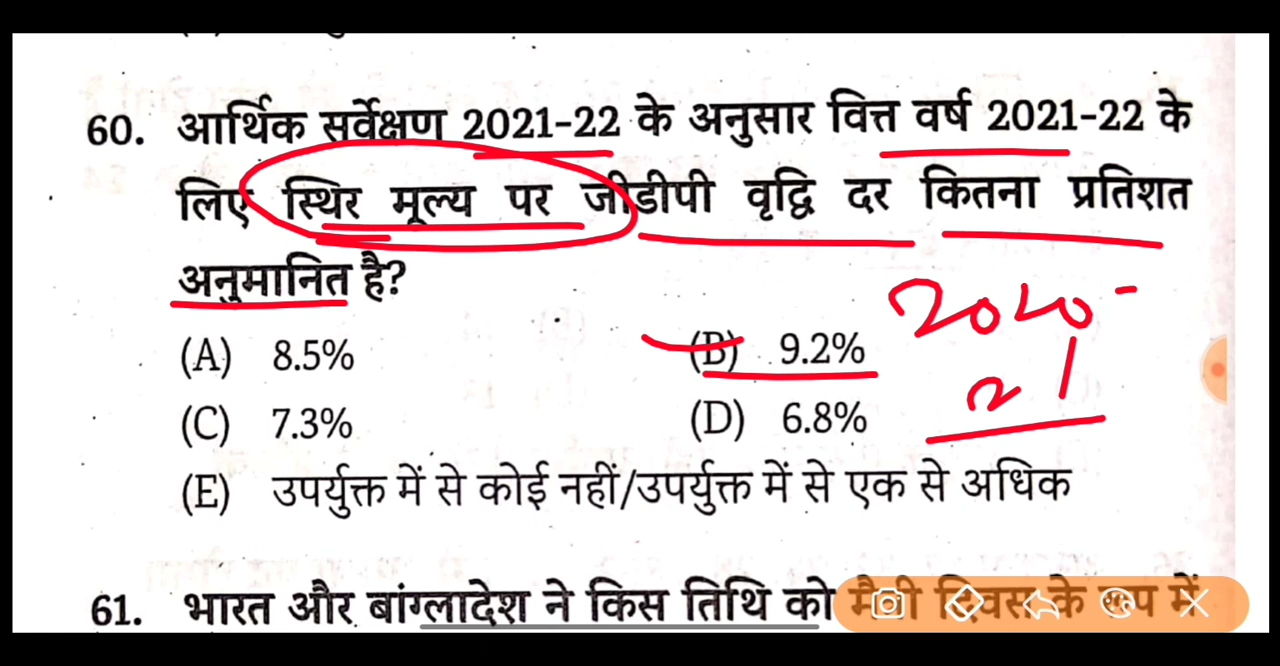 60. आर्थिक सर्वेक्षण 2021-22 के अनुसार वित्त वर्ष 2021-22 के
लिए स्थिर मूल्य पर जीडीपी वृद्धि दर कितना प्रतिशत
अनुमानित है?
2020-
21
(A) 8.5% (B) 9.2%
(C) 7.3% (D) 6.8%
(E) उपर्युक्त में से कोई नहीं/उपर्युक्त में से एक से अधिक
61. भारत और बांग्लादेश ने किस तिथि को मैत्री दिवस के रूप में